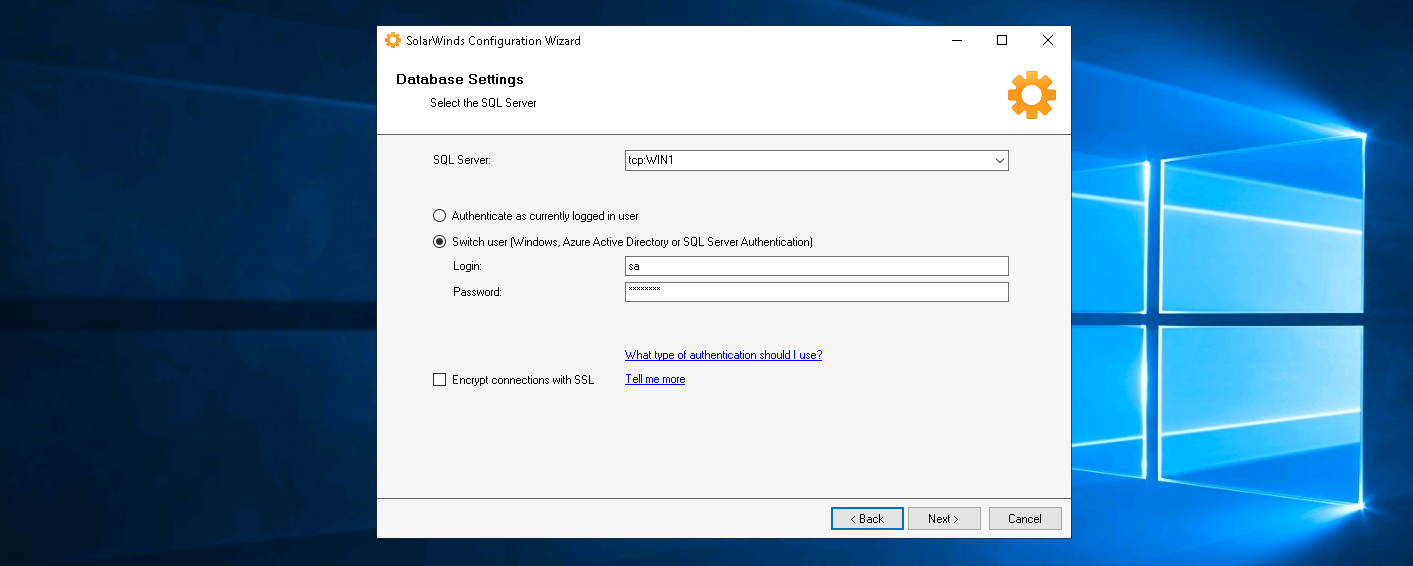 SolarWinds Configuration Wizard
Database Settings
Select the SQL Server
SQL Server: tcp:WIN1
Authenticate as currently logged in user
Switch user (Windows, Azure Active Directory or SQL Server Authentication)
Login: sa
Password: ********
What type of authentication should I use?
Encrypt connections with SSL Tell me more
< Back Next > Cancel